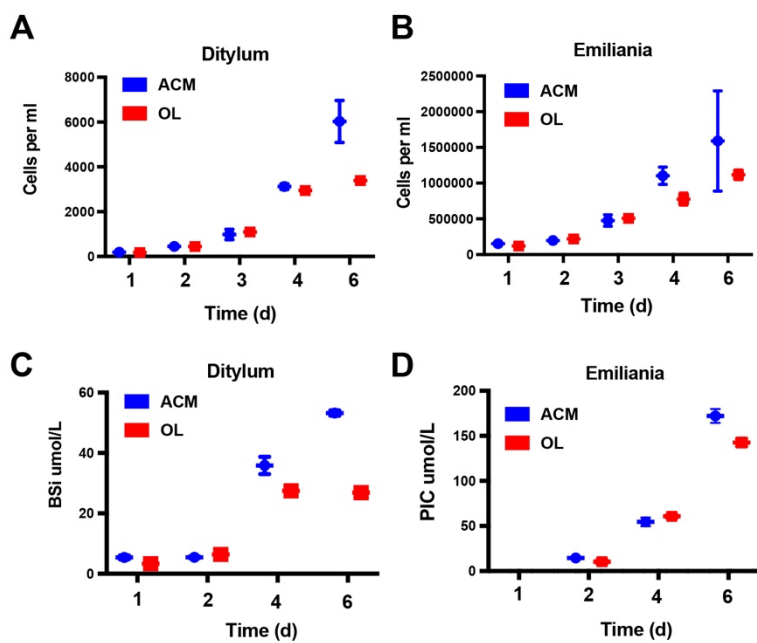 A
Ditylum
ACM
OL
Cells per ml
8000
6000
4000
2000
0
1 2 3 4 6
Time (d)
B
Emiliania
ACM
OL
Cells per ml
2500000
2000000
1500000
1000000
500000
0
1 2 3 4 6
Time (d)
C
Ditylum
ACM
OL
BSi umol/L
60
40
20
0
1 2 4 6
Time (d)
D
Emiliania
ACM
OL
PIC umol/L
200
150
100
50
0
1 2 4 6
Time (d)